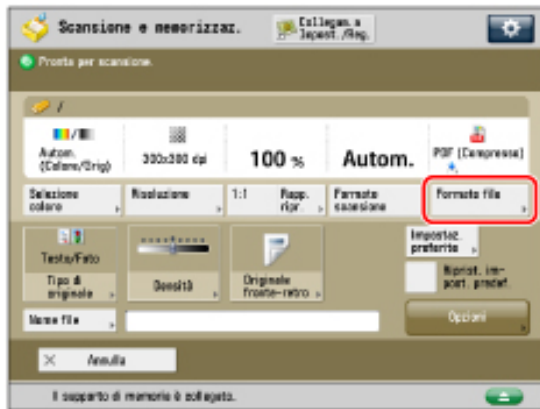 Scansione e memorizzaz.
Collegam. a
Impost./Reg.
Pronta per scansione.
/
Autom.
(Colore/Grig)
300x300 dpi
100 %
Autom.
PDF (Compresso)
Selezione
colore
Risoluzione
1:1
Rapp.
ripr.
Formato
scansione
Formato file
Testo/Foto
Tipo di
originale
Densità
Originale
fronte-retro
Impostaz.
preferite
Riprist. im-
post. predef.
Nome file
Opzioni
Annulla
Il supporto di memoria è collegato.